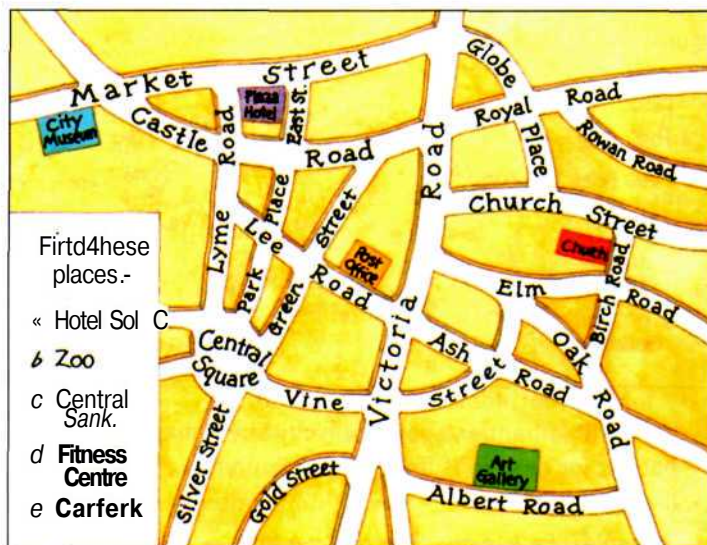 Market Street
Globe Place
City Museum
Castle Road
Lyme Road
Plaza Hotel
East St.
Royal Road
Rowan Road
Victoria Road
Church Street
Church
Birch Road
Elm Road
Oak Road
Ash Road
Lee Road
Park Place
Green Street
Post Office
Central Square
Vine Street
Silver Street
Gold Street
Art Gallery
Albert Road
Firtd4hese
places.-
« Hotel Sol C
b Zoo
c Central
Sank.
d Fitness
Centre
e Carferk